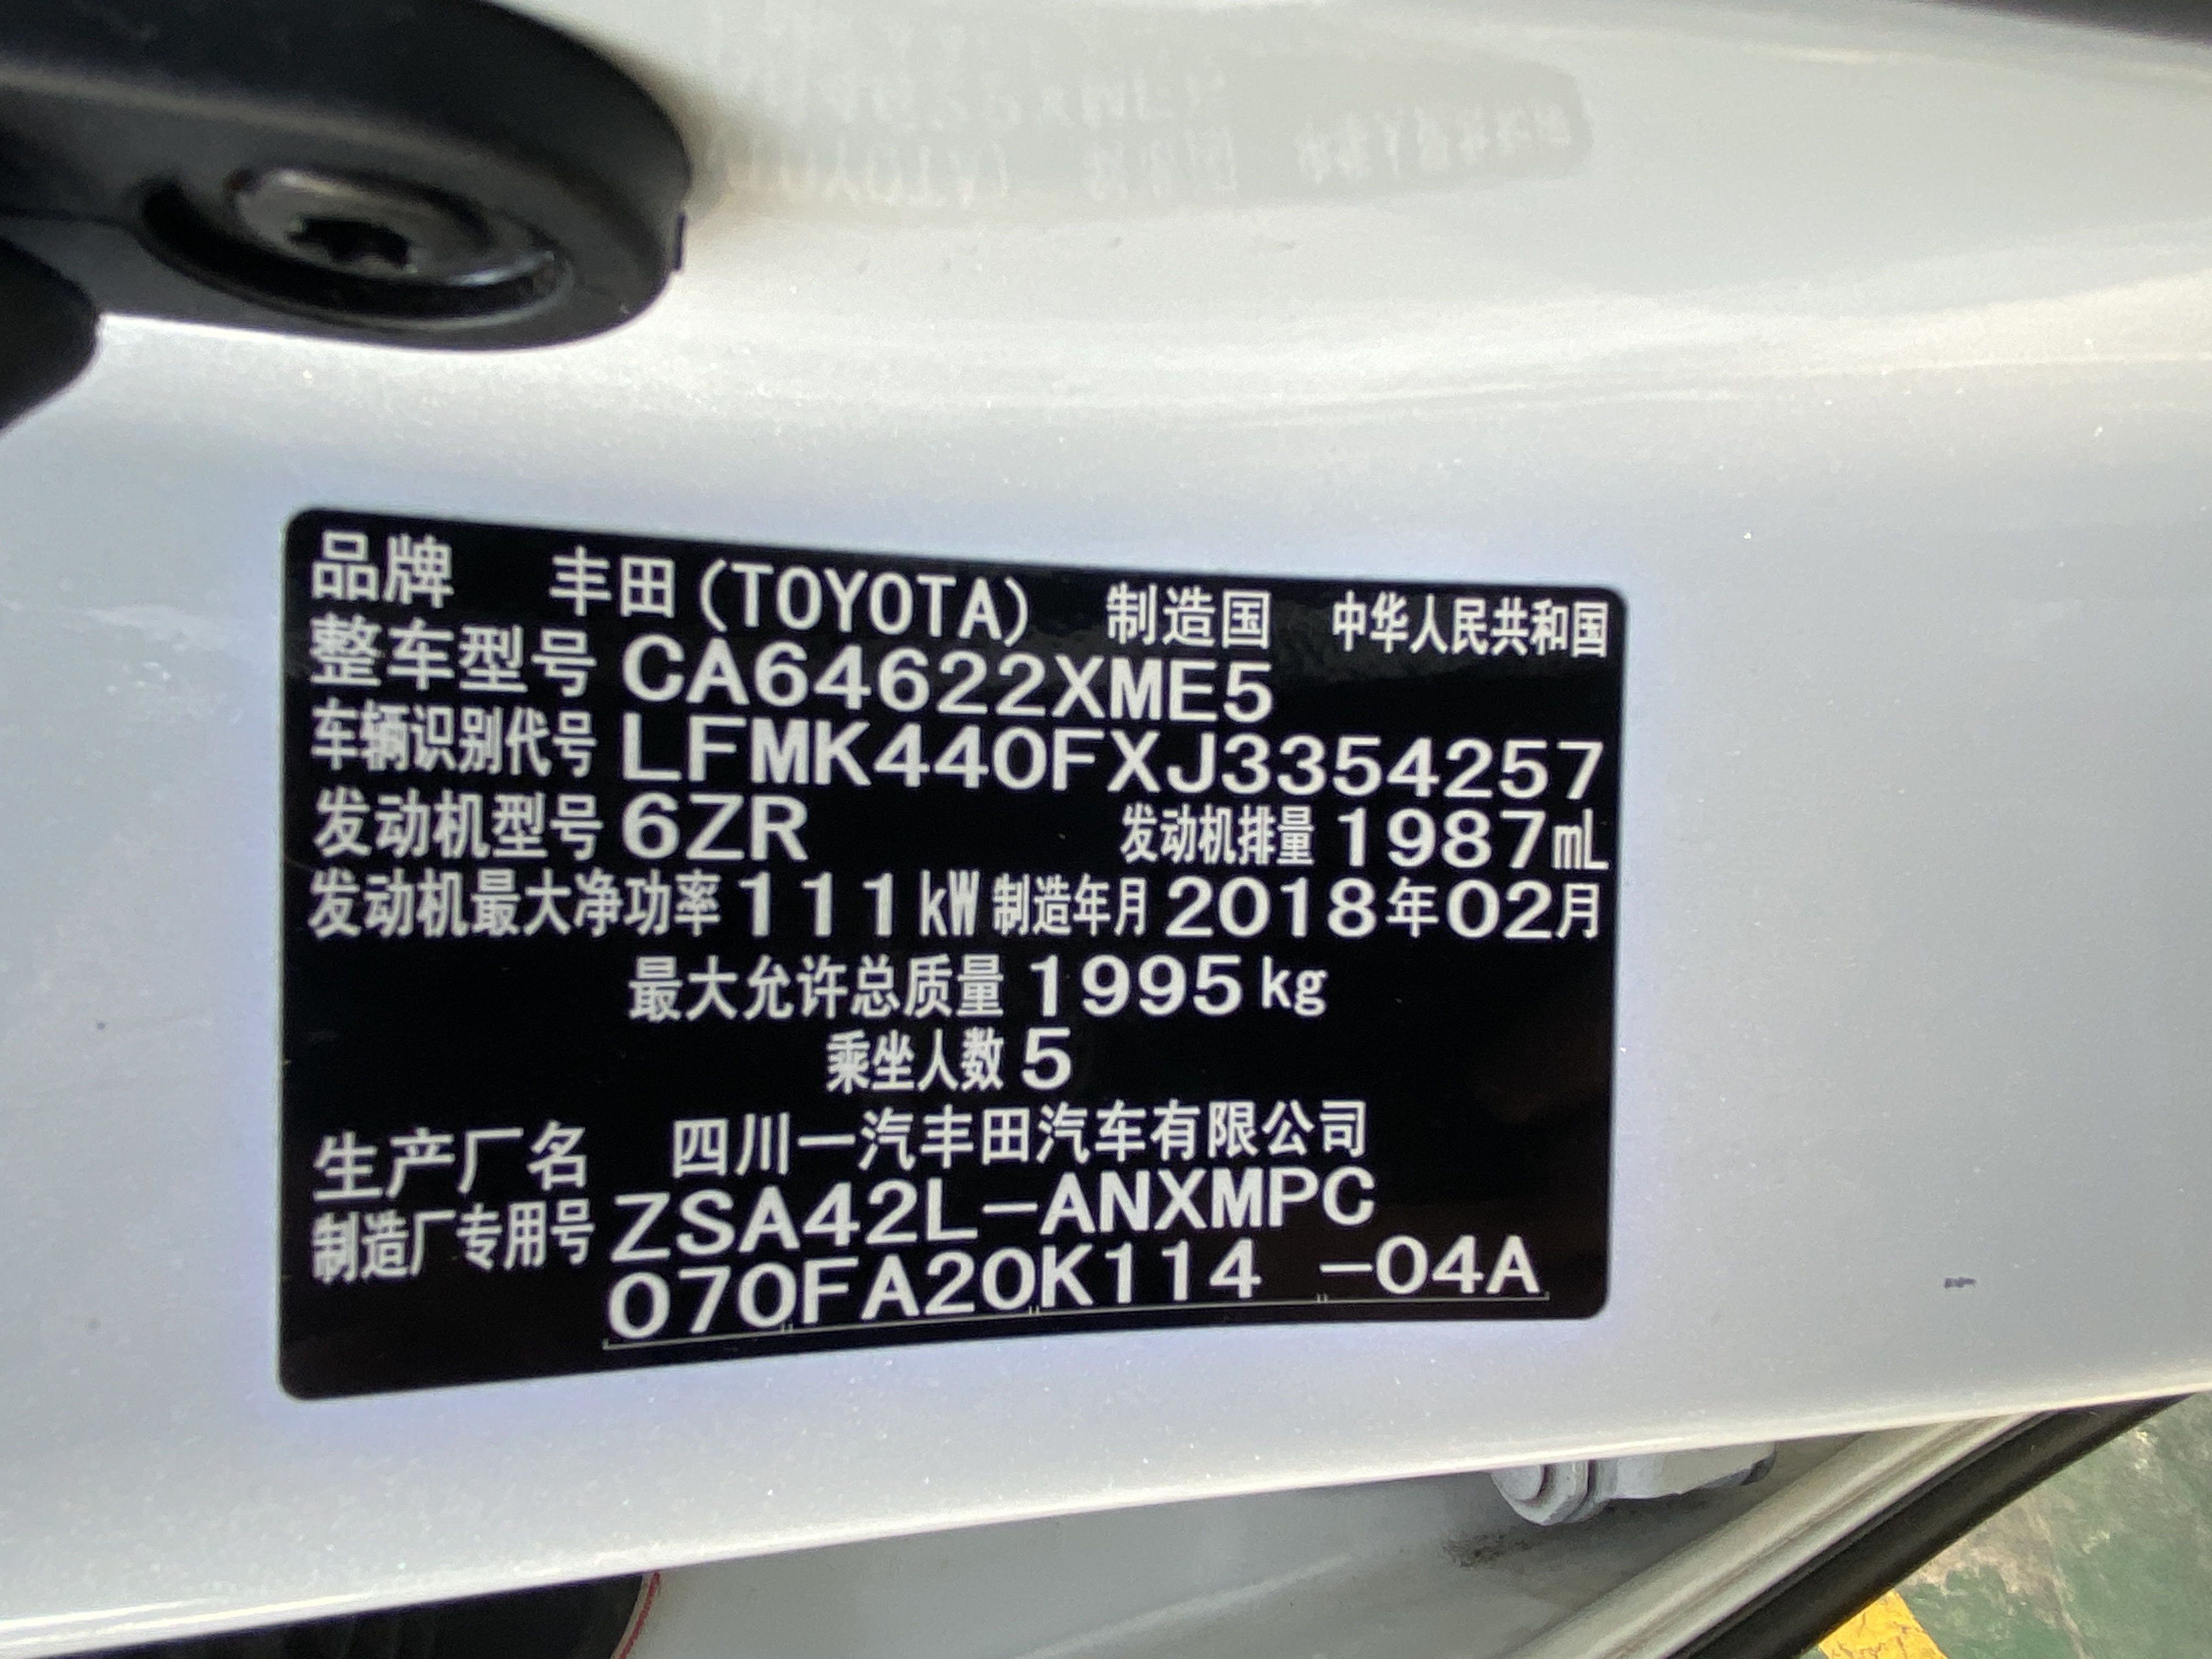 品牌 丰田(TOYOTA) 制造国 中华人民共和国
整车型号 CA64622XME5
车辆识别代号 LFMK440FXJ3354257
发动机型号 6ZR 发动机排量 1987mL
发动机最大净功率 111kW 制造年月 2018年02月
最大允许总质量 1995kg
乘坐人数 5
生产厂名 四川一汽丰田汽车有限公司
制造厂专用号 ZSA42L-ANXMPC
070FA20K114 -04A